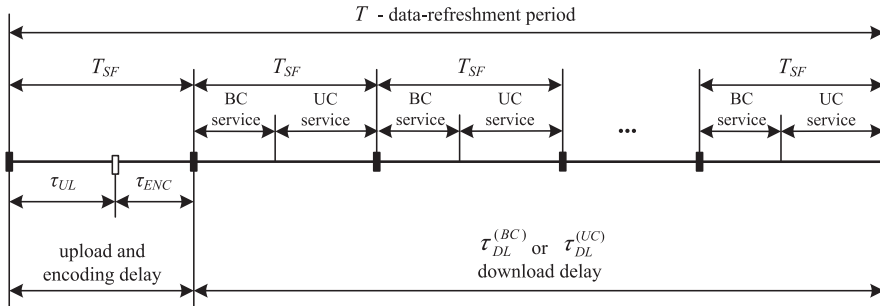 T - data-refreshment period
T_SF T_SF T_SF T_SF
BC service UC service BC service UC service ... BC service UC service
τ_UL τ_ENC
upload and
encoding delay
τ_DL^(BC) or τ_DL^(UC)
download delay